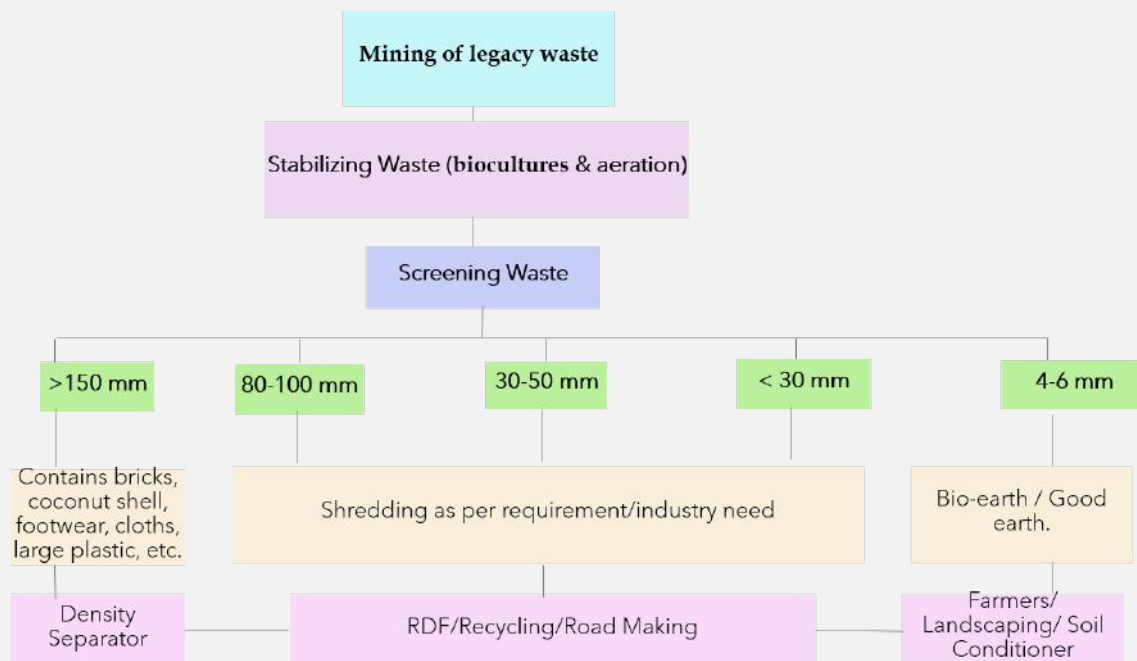 Mining of legacy waste
Stabilizing Waste (biocultures & aeration)
Screening Waste
>150 mm
80-100 mm
30-50 mm
< 30 mm
4-6 mm
Contains bricks,
coconut shell,
footwear, cloths,
large plastic, etc.
Shredding as per requirement/industry need
Bio-earth / Good
earth.
Density
Separator
RDF/Recycling/Road Making
Farmers/
Landscaping/ Soil
Conditioner